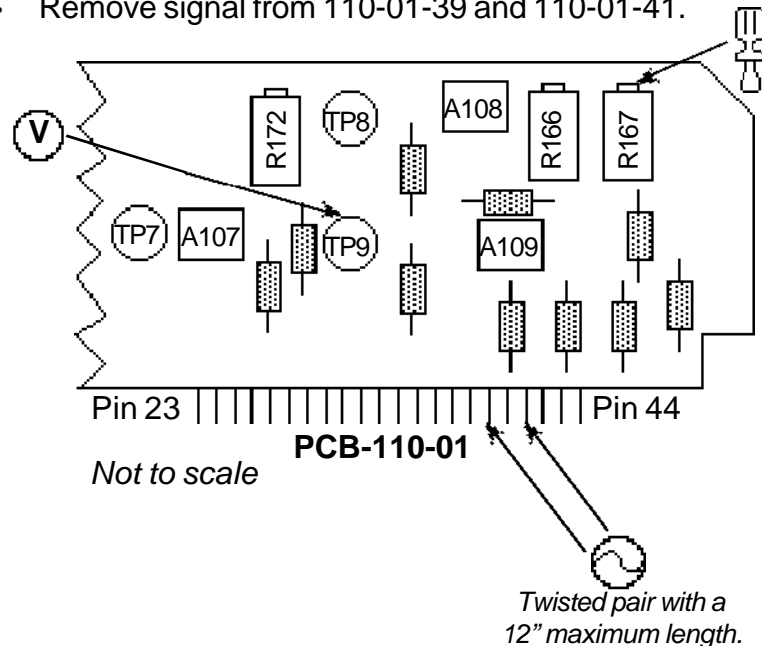 • Remove signal from 110-01-39 and 110-01-41.
V
R172
TP8
A108
R166
R167
TP7
A107
TP9
A109
Pin 23
Pin 44
PCB-110-01
Not to scale
Twisted pair with a
12” maximum length.